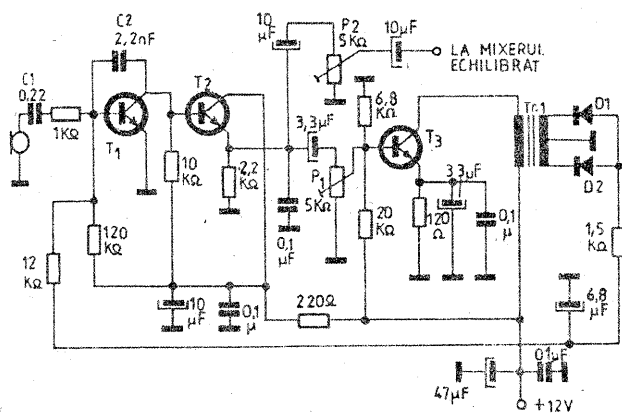 C2
2,2nF
C1
0,22
1KΩ
T1
T2
10
KΩ
2,2
KΩ
10
μF
P2
5KΩ
10μF
LA MIXERUL
ECHILIBRAT
3,3μF
P1
5KΩ
0,1
μF
6,8
KΩ
T3
20
KΩ
120
Ω
3,3μF
0,1
μ
Tr1
D1
D2
1,5
KΩ
12
KΩ
120
KΩ
10
μF
0,1
μ
220Ω
6,8
μF
47μF
0,1μF
+12V